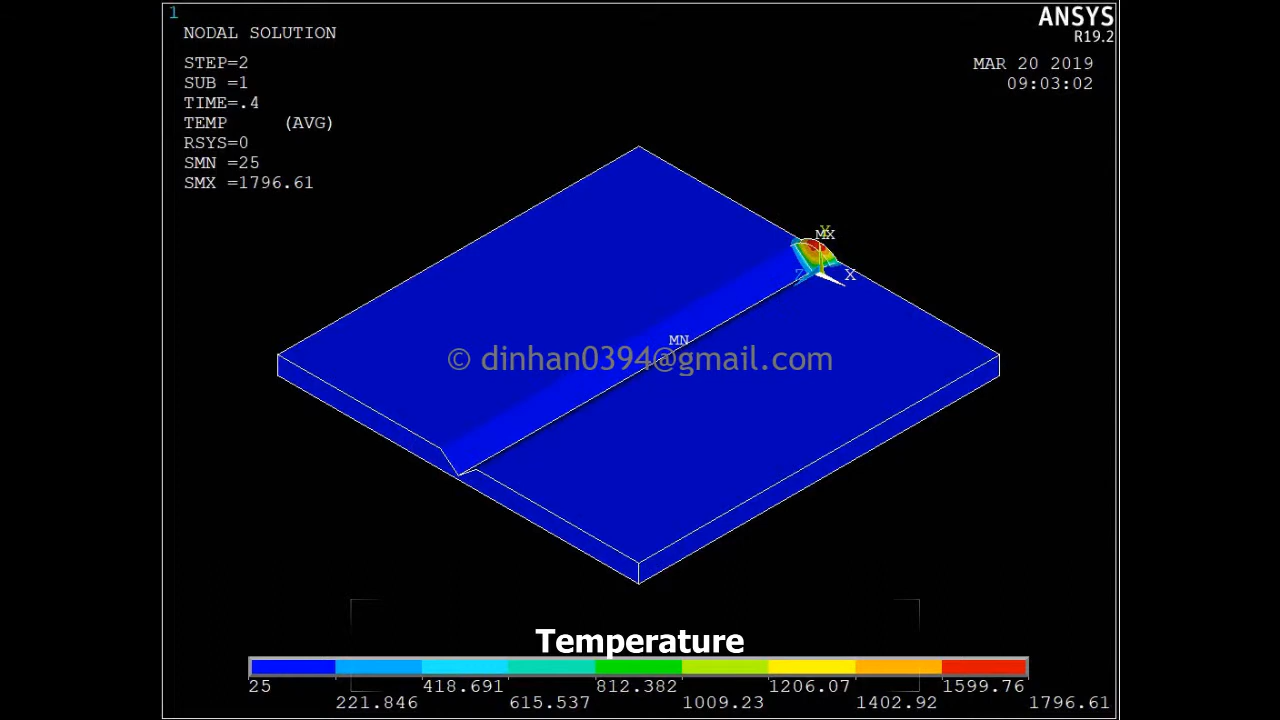 1
NODAL SOLUTION
STEP=2
SUB =1
TIME=.4
TEMP (AVG)
RSYS=0
SMN =25
SMX =1796.61
ANSYS
R19.2
MAR 20 2019
09:03:02
Y
MX
Z X
MN
© dinhan0394@gmail.com
Temperature
25 418.691 812.382 1206.07 1599.76
221.846 615.537 1009.23 1402.92 1796.61